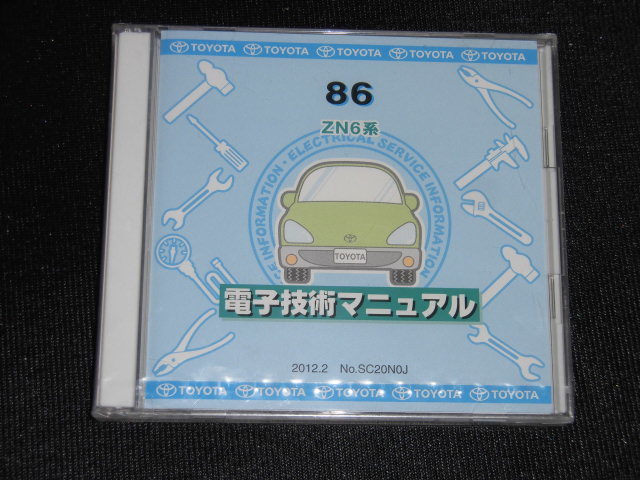 TOYOTA TOYOTA TOYOTA TOYOTA TOYOTA
86
ZN6系
INFORMATION・ELECTRICAL SERVICE INFORMATION
TOYOTA
電子技術マニュアル
2012.2 No.SC20N0J
TOYOTA TOYOTA TOYOTA TOYOTA TOYOTA